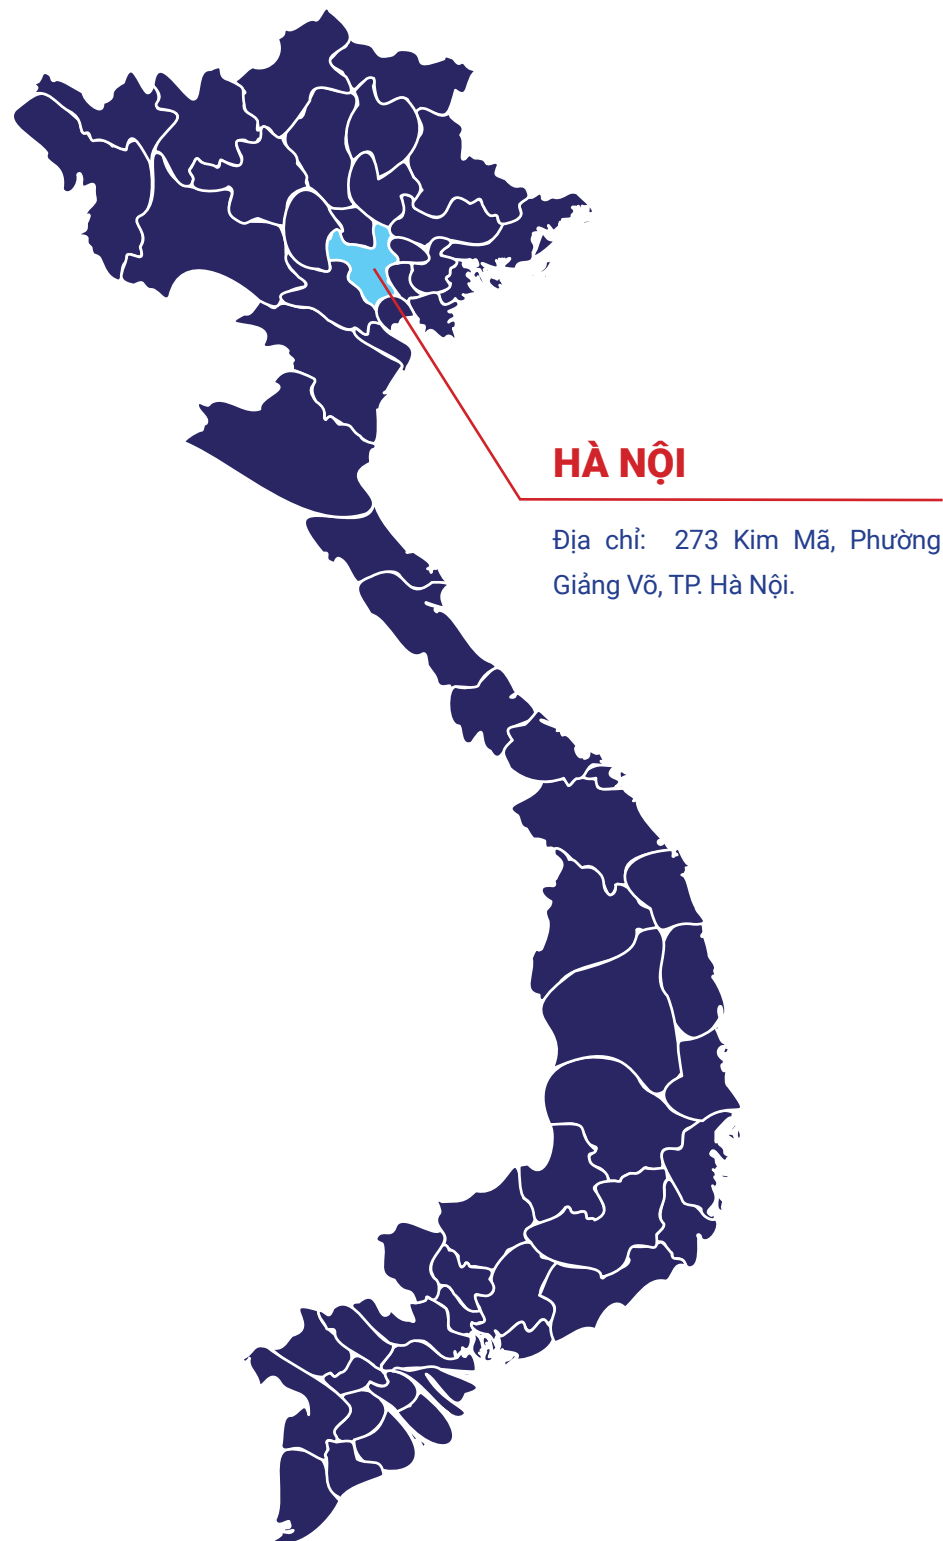 HÀ NỘI
Địa chỉ: 273 Kim Mã, Phường
Giảng Võ, TP. Hà Nội.